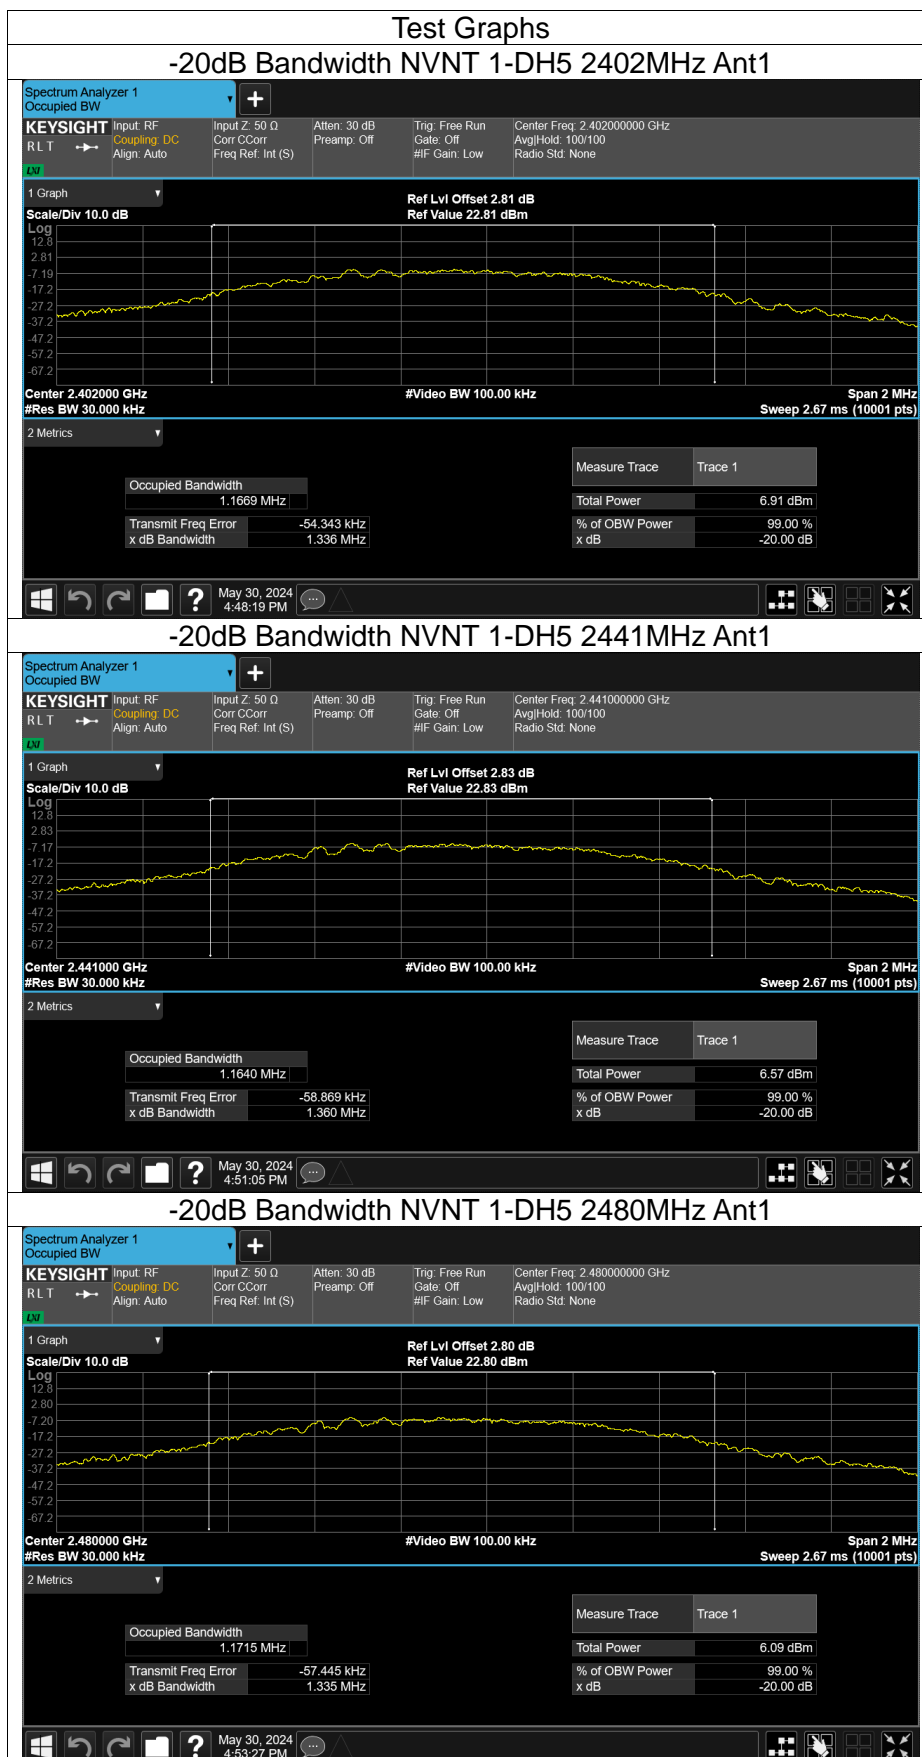 Test Graphs
-20dB Bandwidth NVNT 1-DH5 2402MHz Ant1
Spectrum Analyzer 1
Occupied BW
KEYSIGHT Input: RF Input Z: 50 Ω Atten: 30 dB Trig: Free Run Center Freq: 2.402000000 GHz
RLT Coupling: DC Corr CCorr Preamp: Off Gate: Off Avg|Hold: 100/100
Align: Auto Freq Ref: Int (S) #IF Gain: Low Radio Std: None
LXI
1 Graph
Ref Lvl Offset 2.81 dB
Scale/Div 10.0 dB Ref Value 22.81 dBm
Log
12.8
2.81
-7.19
-17.2
-27.2
-37.2
-47.2
-57.2
-67.2
Center 2.402000 GHz #Video BW 100.00 kHz Span 2 MHz
#Res BW 30.000 kHz Sweep 2.67 ms (10001 pts)
2 Metrics
Measure Trace Trace 1
Occupied Bandwidth
1.1669 MHz Total Power 6.91 dBm
Transmit Freq Error -54.343 kHz % of OBW Power 99.00 %
x dB Bandwidth 1.336 MHz x dB -20.00 dB
May 30, 2024
4:48:19 PM
-20dB Bandwidth NVNT 1-DH5 2441MHz Ant1
Spectrum Analyzer 1
Occupied BW
KEYSIGHT Input: RF Input Z: 50 Ω Atten: 30 dB Trig: Free Run Center Freq: 2.441000000 GHz
RLT Coupling: DC Corr CCorr Preamp: Off Gate: Off Avg|Hold: 100/100
Align: Auto Freq Ref: Int (S) #IF Gain: Low Radio Std: None
LXI
1 Graph
Ref Lvl Offset 2.83 dB
Scale/Div 10.0 dB Ref Value 22.83 dBm
Log
12.8
2.83
-7.17
-17.2
-27.2
-37.2
-47.2
-57.2
-67.2
Center 2.441000 GHz #Video BW 100.00 kHz Span 2 MHz
#Res BW 30.000 kHz Sweep 2.67 ms (10001 pts)
2 Metrics
Measure Trace Trace 1
Occupied Bandwidth
1.1640 MHz Total Power 6.57 dBm
Transmit Freq Error -58.869 kHz % of OBW Power 99.00 %
x dB Bandwidth 1.360 MHz x dB -20.00 dB
May 30, 2024
4:51:05 PM
-20dB Bandwidth NVNT 1-DH5 2480MHz Ant1
Spectrum Analyzer 1
Occupied BW
KEYSIGHT Input: RF Input Z: 50 Ω Atten: 30 dB Trig: Free Run Center Freq: 2.480000000 GHz
RLT Coupling: DC Corr CCorr Preamp: Off Gate: Off Avg|Hold: 100/100
Align: Auto Freq Ref: Int (S) #IF Gain: Low Radio Std: None
LXI
1 Graph
Ref Lvl Offset 2.80 dB
Scale/Div 10.0 dB Ref Value 22.80 dBm
Log
12.8
2.80
-7.20
-17.2
-27.2
-37.2
-47.2
-57.2
-67.2
Center 2.480000 GHz #Video BW 100.00 kHz Span 2 MHz
#Res BW 30.000 kHz Sweep 2.67 ms (10001 pts)
2 Metrics
Measure Trace Trace 1
Occupied Bandwidth
1.1715 MHz Total Power 6.09 dBm
Transmit Freq Error -57.445 kHz % of OBW Power 99.00 %
x dB Bandwidth 1.335 MHz x dB -20.00 dB
May 30, 2024
4:53:27 PM